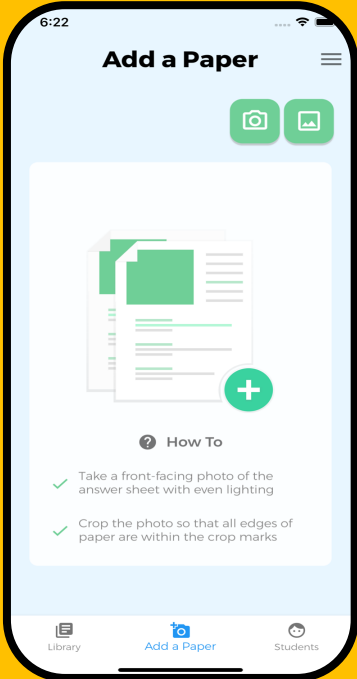 6:22
Add a Paper
How To
Take a front-facing photo of the
answer sheet with even lighting
Crop the photo so that all edges of
paper are within the crop marks
Library
Add a Paper
Students